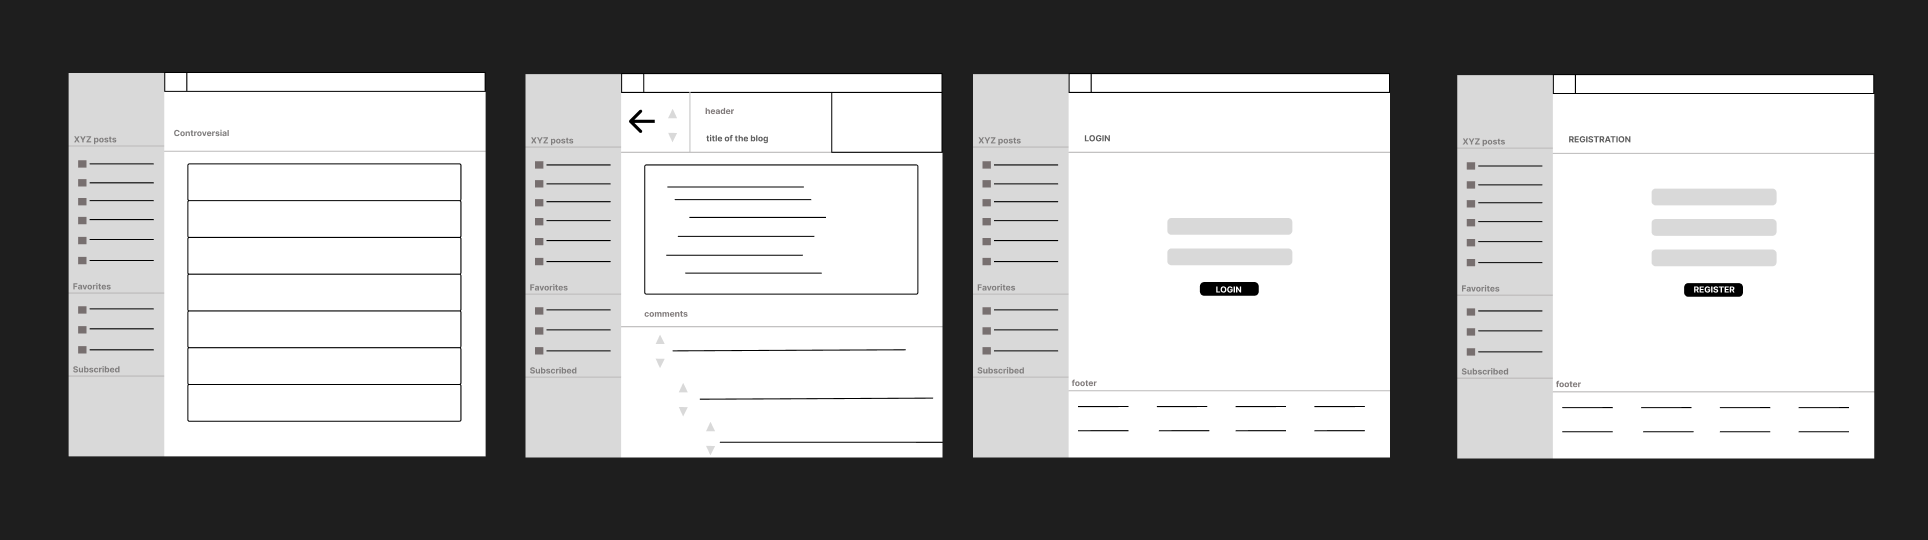 XYZ posts
Favorites
Subscribed
Controversial
XYZ posts
Favorites
Subscribed
header
title of the blog
comments
XYZ posts
Favorites
Subscribed
LOGIN
LOGIN
footer
XYZ posts
Favorites
Subscribed
REGISTRATION
REGISTER
footer